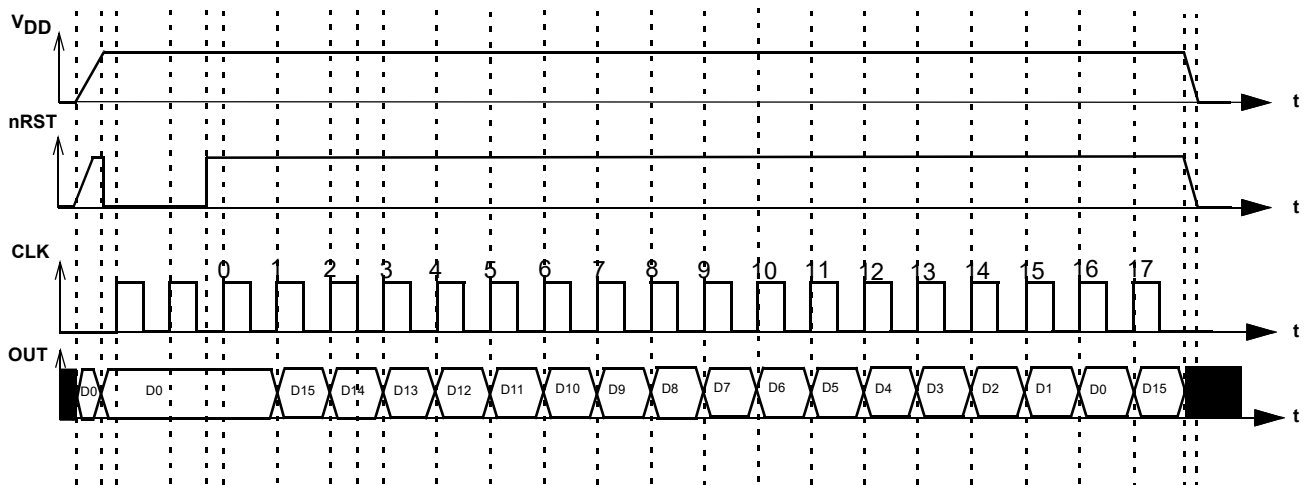 VDD
t
nRST
t
CLK
0 1 2 3 4 5 6 7 8 9 10 11 12 13 14 15 16 17
t
OUT
D0 D0 D15 D14 D13 D12 D11 D10 D9 D8 D7 D6 D5 D4 D3 D2 D1 D0 D15
t